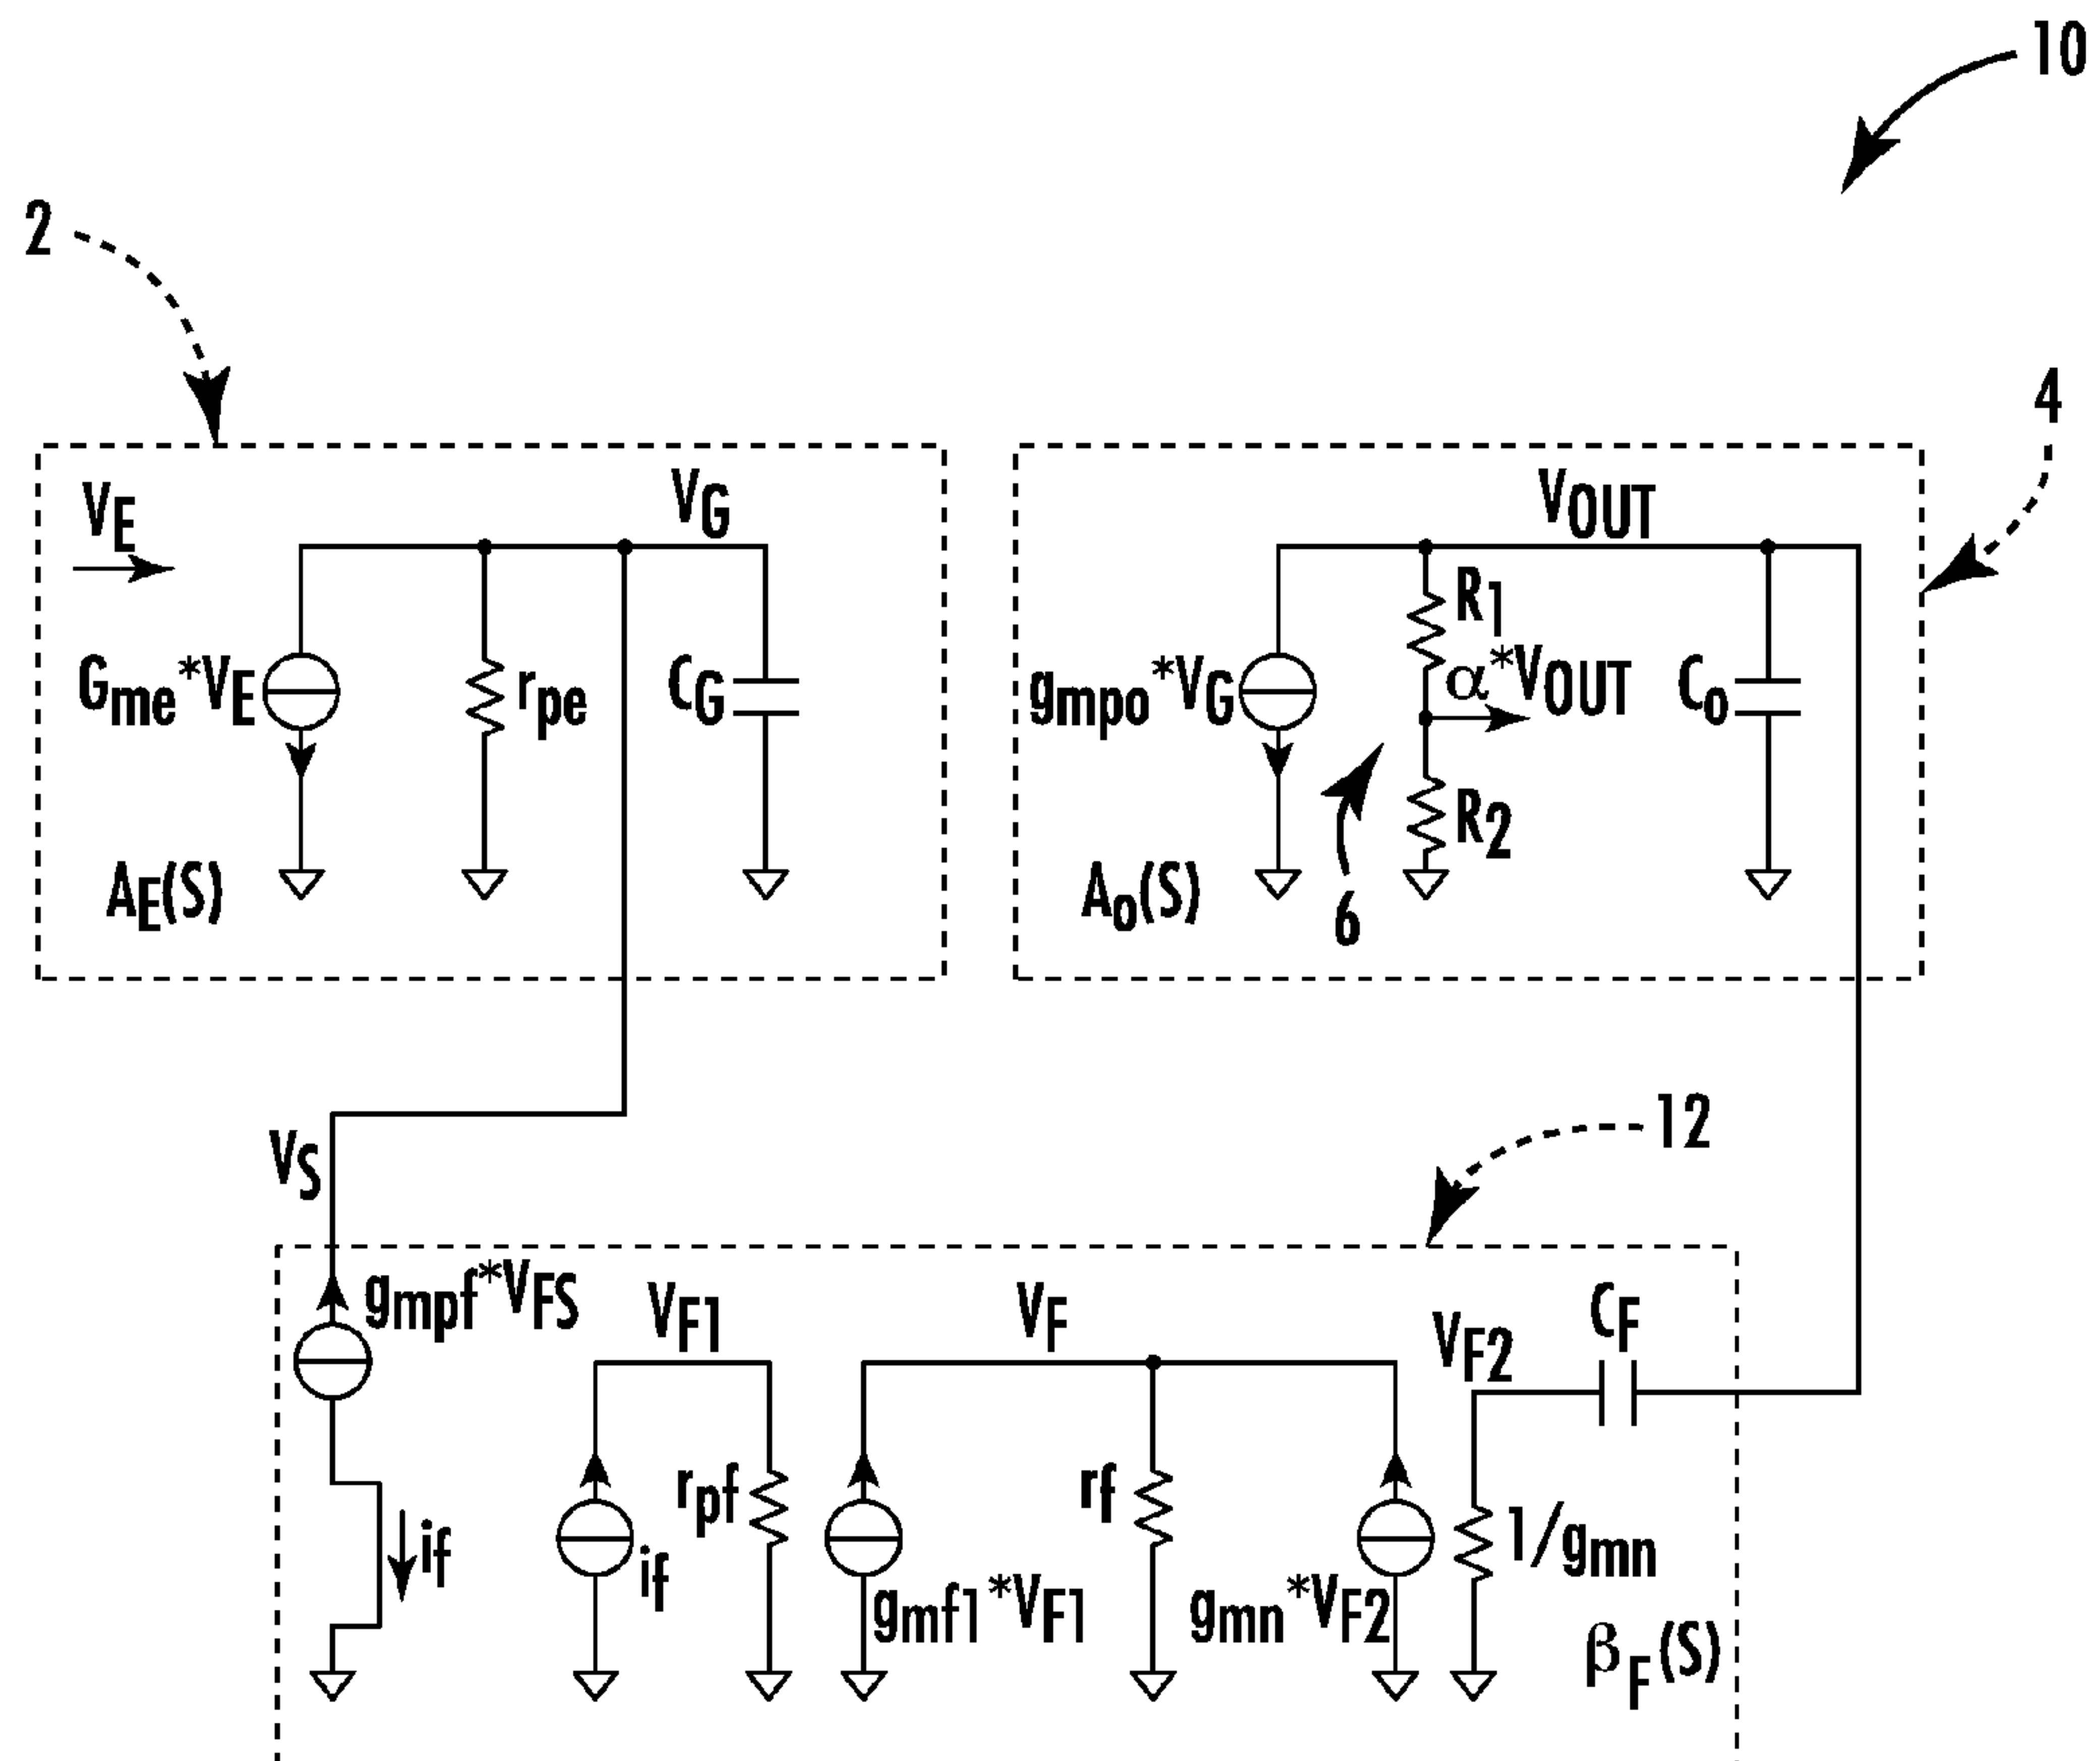 10
2
4
VE
VG
VOUT
Gme*VE
rpe
CG
gmpo*VG
R1
α*VOUT
Co
R2
AE(S)
Ao(S)
6
12
VS
gmpf*VFS
VF1
VF
VF2
CF
if
if
rpf
rf
1/gmn
gmf1*VF1
gmn*VF2
βF(S)